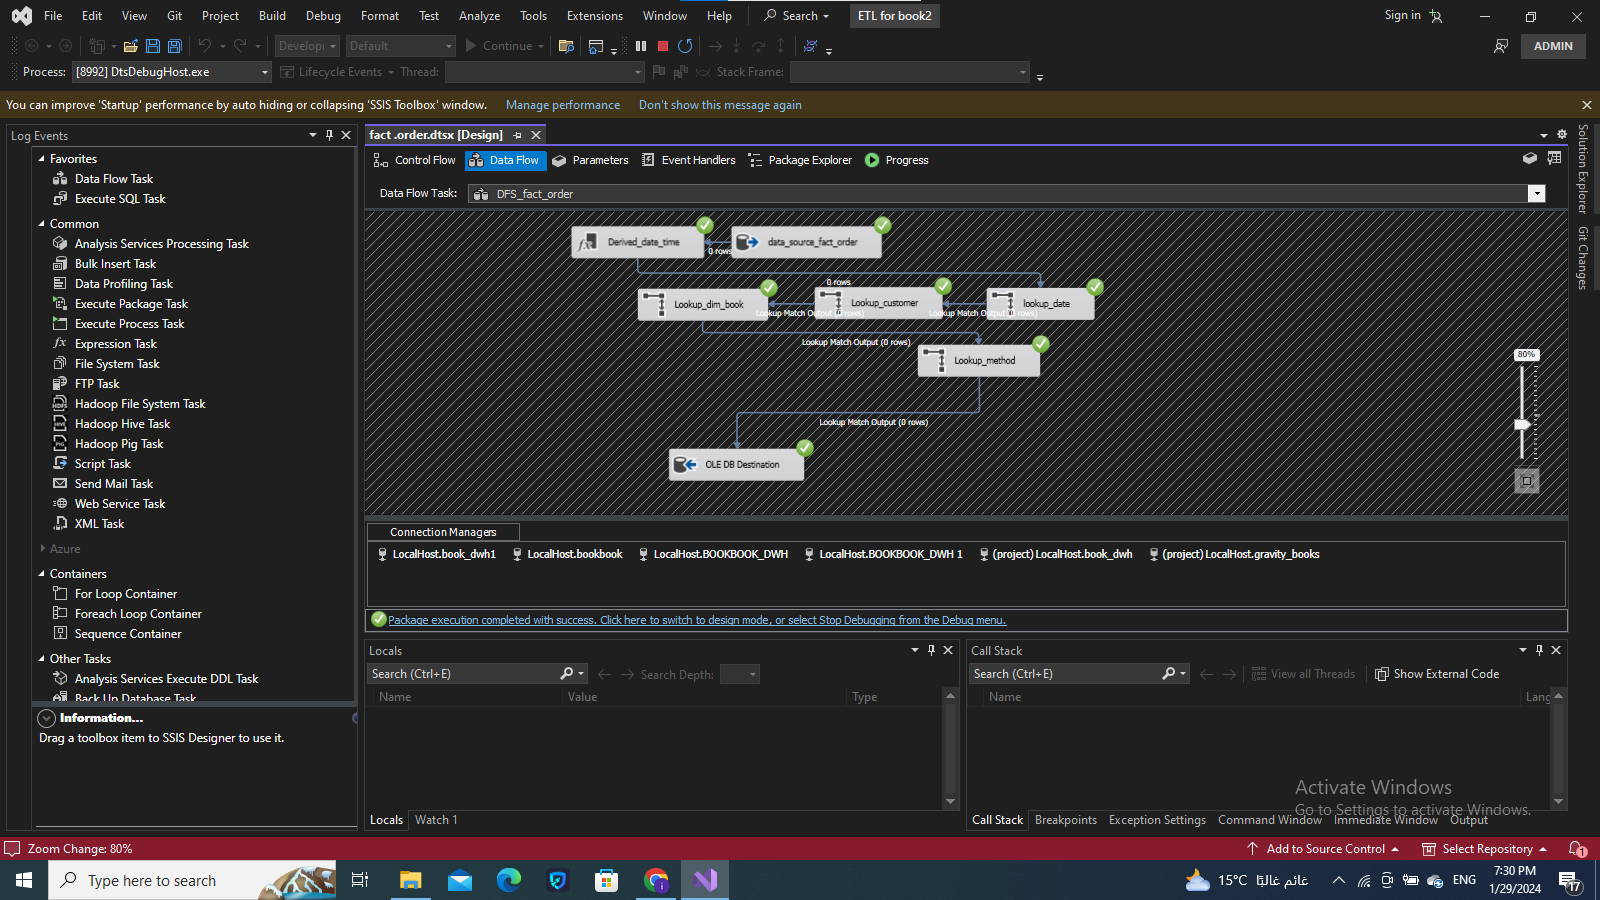 File Edit View Git Project Build Debug Format Test Analyze Tools Extensions Window Help Search ETL for book2 Sign in
Develop Default Continue ADMIN
Process: [8992] DtsDebugHost.exe Lifecycle Events Thread: Stack Frame:
You can improve 'Startup' performance by auto hiding or collapsing 'SSIS Toolbox' window. Manage performance Don't show this message again
Log Events
Favorites
Data Flow Task
Execute SQL Task
Common
Analysis Services Processing Task
Bulk Insert Task
Data Profiling Task
Execute Package Task
Execute Process Task
Expression Task
File System Task
FTP Task
Hadoop File System Task
Hadoop Hive Task
Hadoop Pig Task
Script Task
Send Mail Task
Web Service Task
XML Task
Azure
Containers
For Loop Container
Foreach Loop Container
Sequence Container
Other Tasks
Analysis Services Execute DDL Task
Back Up Database Task
Information...
Drag a toolbox item to SSIS Designer to use it.
fact .order.dtsx [Design]
Control Flow Data Flow Parameters Event Handlers Package Explorer Progress
Data Flow Task: DFS_fact_order
Derived_date_time
data_source_fact_order
0 rows
0 rows
Lookup_dim_book
Lookup_customer
lookup_date
Lookup Match Output (0 rows)
Lookup Match Output (0 rows)
Lookup Match Output (0 rows)
Lookup_method
Lookup Match Output (0 rows)
OLE DB Destination
80%
Solution Explorer
Git Changes
Connection Managers
LocalHost.book_dwh1 LocalHost.bookbook LocalHost.BOOKBOOK_DWH LocalHost.BOOKBOOK_DWH 1 (project) LocalHost.book_dwh (project) LocalHost.gravity_books
Package execution completed with success. Click here to switch to design mode, or select Stop Debugging from the Debug menu.
Locals
Search (Ctrl+E) Search Depth:
Name Value Type
Locals Watch 1
Call Stack
Search (Ctrl+E) View all Threads Show External Code
Name Lang
Activate Windows
Go to Settings to activate Windows.
Call Stack Breakpoints Exception Settings Command Window Immediate Window Output
Zoom Change: 80% Add to Source Control Select Repository 1
Type here to search
15°C غائم غالبًا ENG
7:30 PM
1/29/2024
17